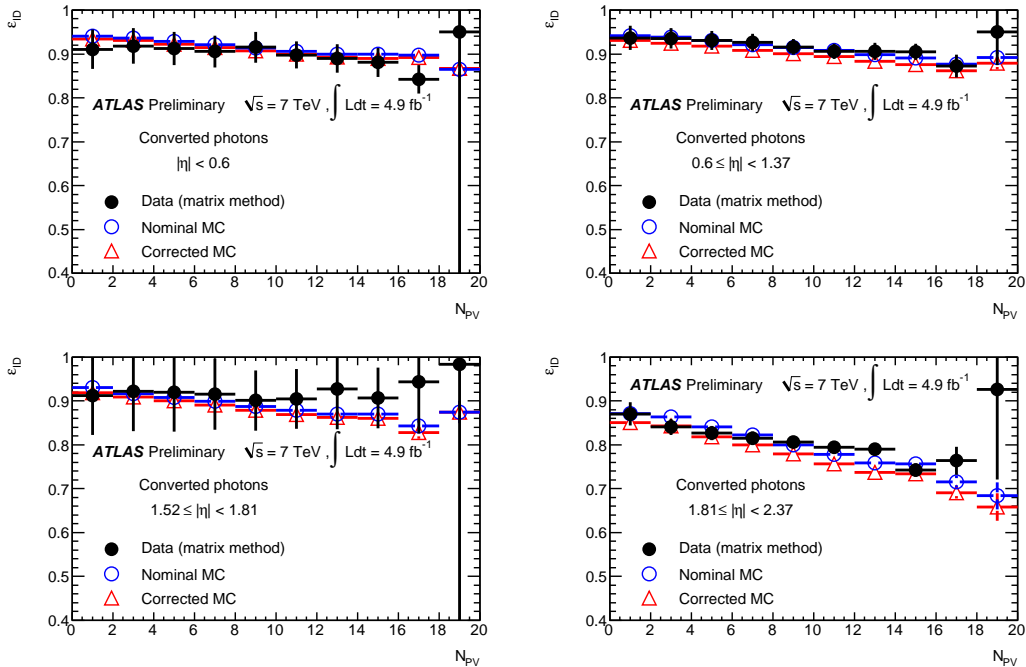 ε_ID
1
0.9
0.8
0.7
0.6
0.5
0.4
ATLAS Preliminary √s = 7 TeV , ∫ Ldt = 4.9 fb⁻¹
Converted photons
|η| < 0.6
Data (matrix method)
Nominal MC
Corrected MC
0 2 4 6 8 10 12 14 16 18 20
N_PV
ε_ID
1
0.9
0.8
0.7
0.6
0.5
0.4
ATLAS Preliminary √s = 7 TeV , ∫ Ldt = 4.9 fb⁻¹
Converted photons
0.6 ≤ |η| < 1.37
Data (matrix method)
Nominal MC
Corrected MC
0 2 4 6 8 10 12 14 16 18 20
N_PV
ε_ID
1
0.9
0.8
0.7
0.6
0.5
0.4
ATLAS Preliminary √s = 7 TeV , ∫ Ldt = 4.9 fb⁻¹
Converted photons
1.52 ≤ |η| < 1.81
Data (matrix method)
Nominal MC
Corrected MC
0 2 4 6 8 10 12 14 16 18 20
N_PV
ε_ID
1
0.9
0.8
0.7
0.6
0.5
0.4
ATLAS Preliminary √s = 7 TeV , ∫ Ldt = 4.9 fb⁻¹
Converted photons
1.81 ≤ |η| < 2.37
Data (matrix method)
Nominal MC
Corrected MC
0 2 4 6 8 10 12 14 16 18 20
N_PV